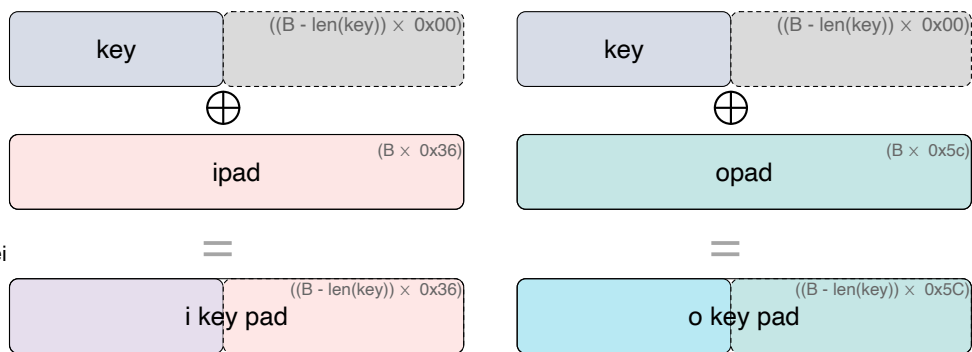 ((B - len(key)) × 0x00)
key
((B - len(key)) × 0x00)
key
(B × 0x36)
ipad
(B × 0x5c)
opad
ei
((B - len(key)) × 0x36)
i key pad
((B - len(key)) × 0x5C)
o key pad